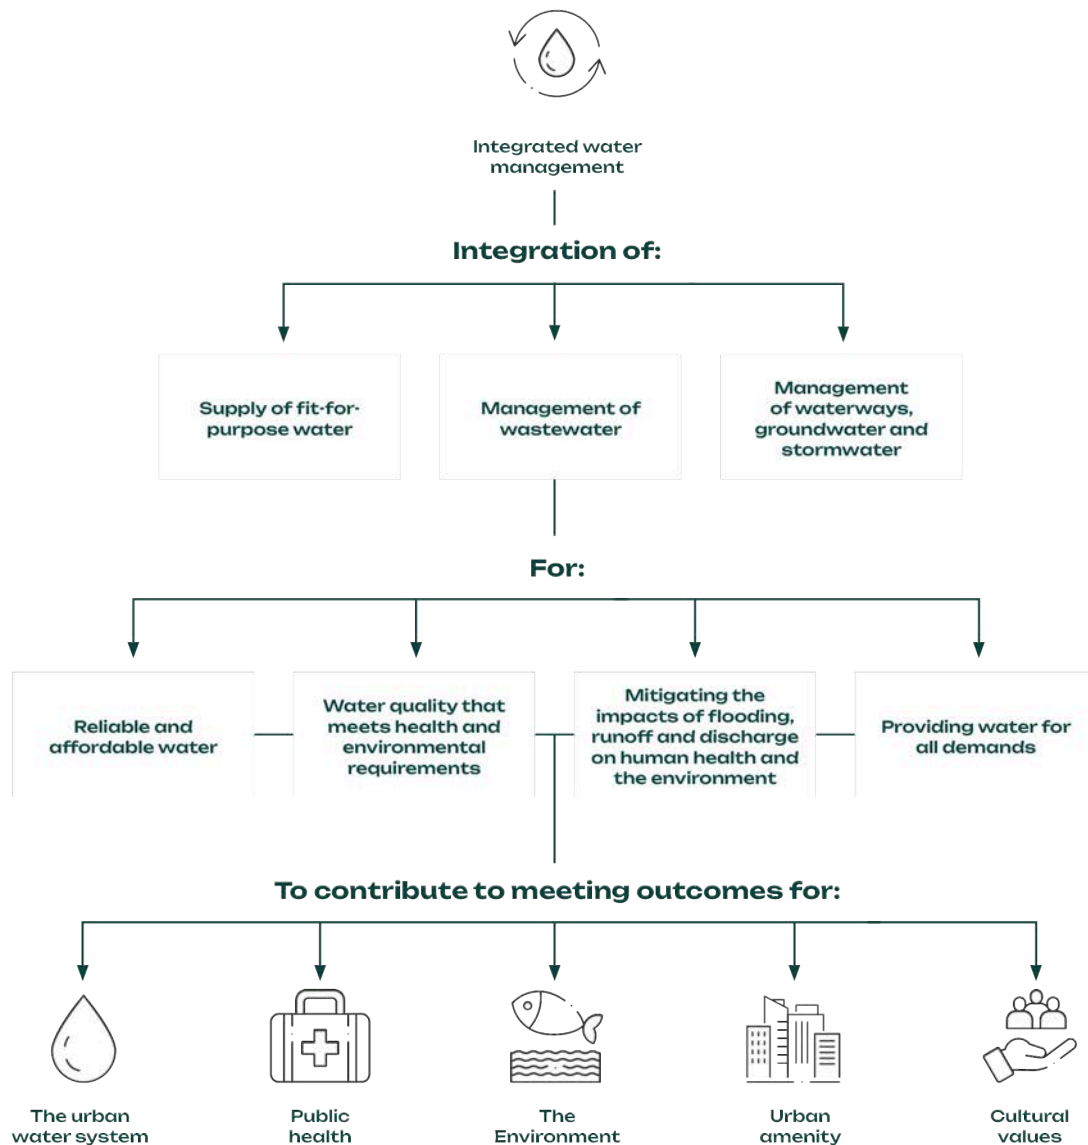 Integrated water
management
Integration of:
Supply of fit-for-
purpose water
Management of
wastewater
Management
of waterways,
groundwater and
stormwater
For:
Reliable and
affordable water
Water quality that
meets health and
environmental
requirements
Mitigating the
impacts of flooding,
runoff and discharge
on human health and
the environment
Providing water for
all demands
To contribute to meeting outcomes for:
The urban
water system
Public
health
The
Environment
Urban
amenity
Cultural
values